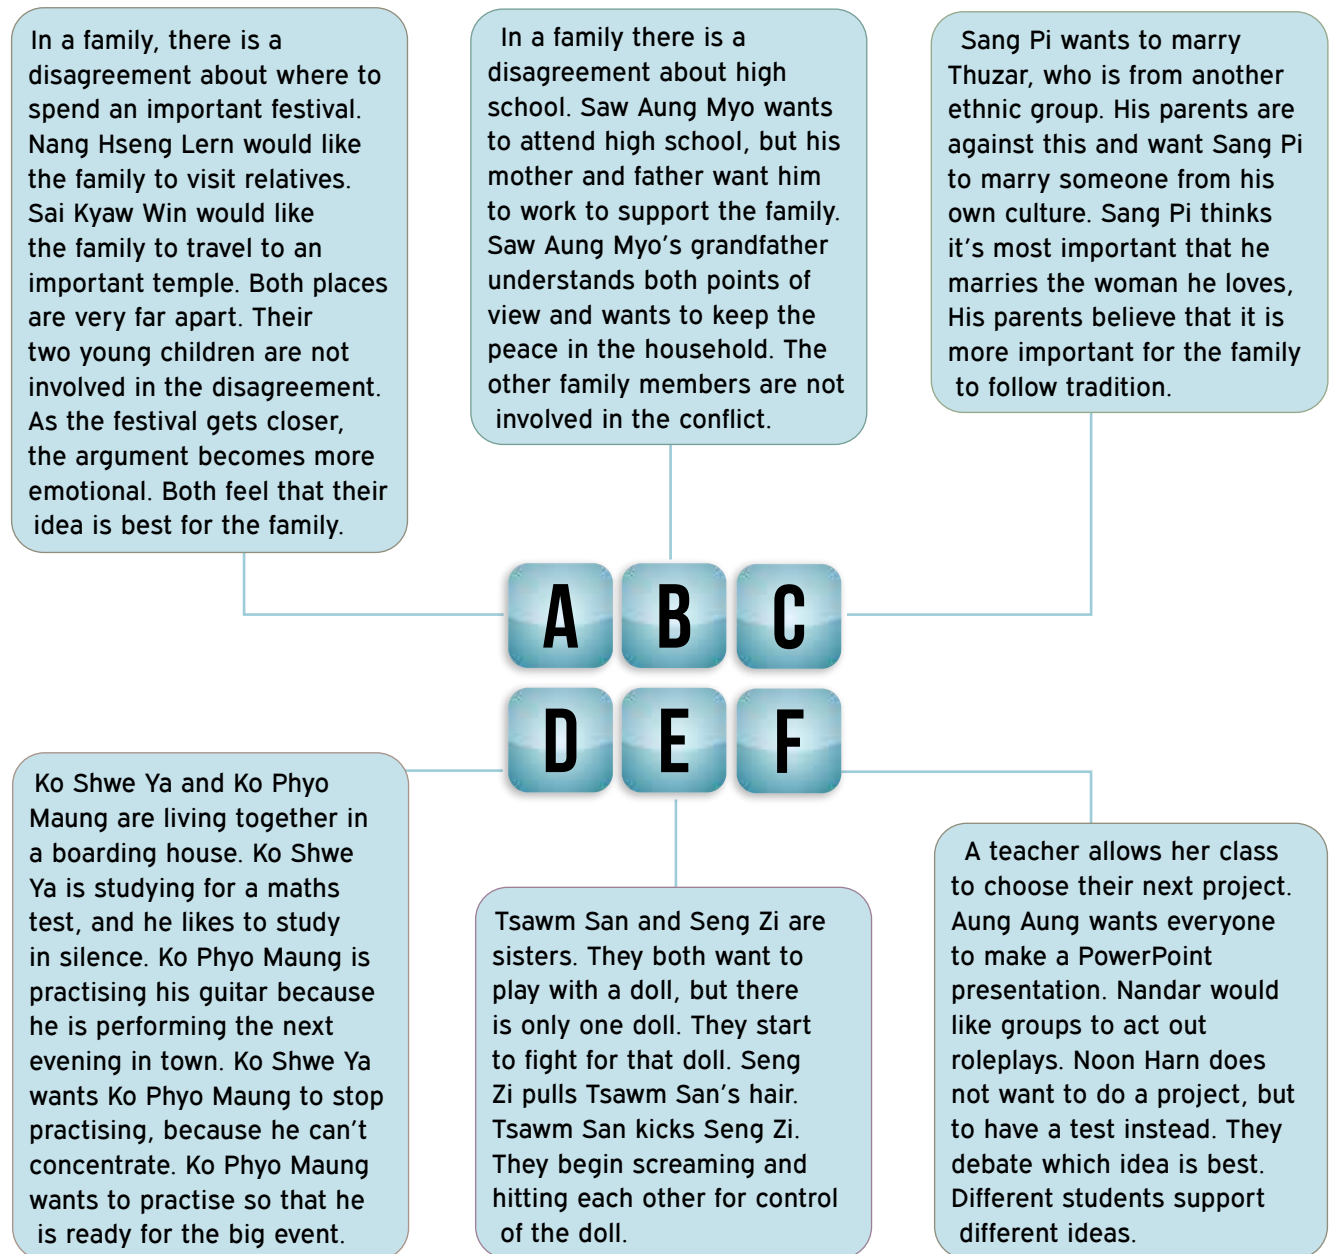 In a family, there is a
disagreement about where to
spend an important festival.
Nang Hseng Lern would like
the family to visit relatives.
Sai Kyaw Win would like
the family to travel to an
important temple. Both places
are very far apart. Their
two young children are not
involved in the disagreement.
As the festival gets closer,
the argument becomes more
emotional. Both feel that their
idea is best for the family.
In a family there is a
disagreement about high
school. Saw Aung Myo wants
to attend high school, but his
mother and father want him
to work to support the family.
Saw Aung Myo’s grandfather
understands both points of
view and wants to keep the
peace in the household. The
other family members are not
involved in the conflict.
Sang Pi wants to marry
Thuzar, who is from another
ethnic group. His parents are
against this and want Sang Pi
to marry someone from his
own culture. Sang Pi thinks
it’s most important that he
marries the woman he loves,
His parents believe that it is
more important for the family
to follow tradition.
A B C
D E F
Ko Shwe Ya and Ko Phyo
Maung are living together in
a boarding house. Ko Shwe
Ya is studying for a maths
test, and he likes to study
in silence. Ko Phyo Maung is
practising his guitar because
he is performing the next
evening in town. Ko Shwe Ya
wants Ko Phyo Maung to stop
practising, because he can’t
concentrate. Ko Phyo Maung
wants to practise so that he
is ready for the big event.
Tsawm San and Seng Zi are
sisters. They both want to
play with a doll, but there
is only one doll. They start
to fight for that doll. Seng
Zi pulls Tsawm San’s hair.
Tsawm San kicks Seng Zi.
They begin screaming and
hitting each other for control
of the doll.
A teacher allows her class
to choose their next project.
Aung Aung wants everyone
to make a PowerPoint
presentation. Nandar would
like groups to act out
roleplays. Noon Harn does
not want to do a project, but
to have a test instead. They
debate which idea is best.
Different students support
different ideas.